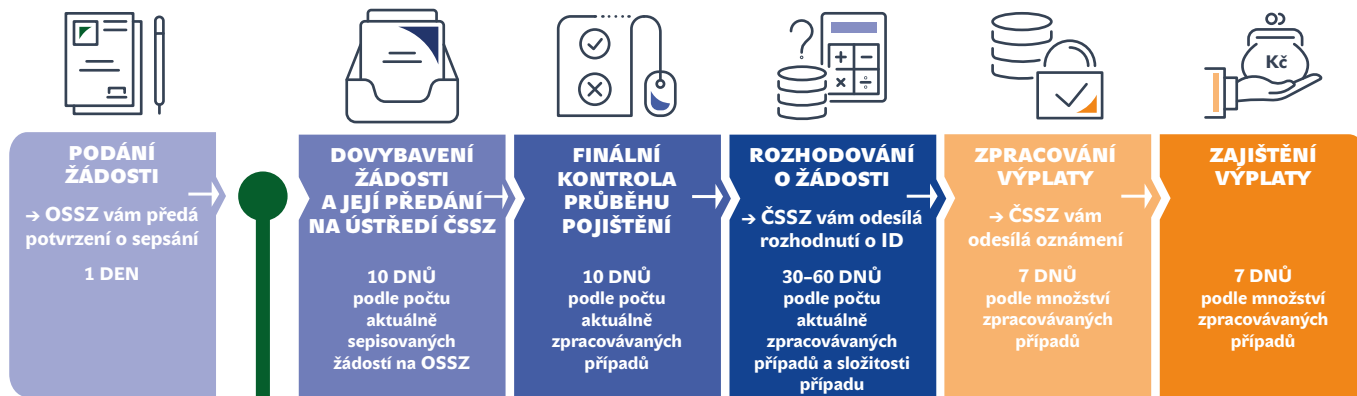 Kč
PODÁNÍ
ŽÁDOSTI
→ OSSZ vám předá
potvrzení o sepsání
1 DEN
DOVYBAVENÍ
ŽÁDOSTI
A JEJÍ PŘEDÁNÍ
NA ÚSTŘEDÍ ČSSZ
10 DNŮ
podle počtu
aktuálně
sepisovaných
žádostí na OSSZ
FINÁLNÍ
KONTROLA
PRŮBĚHU
POJIŠTĚNÍ
10 DNŮ
podle počtu
aktuálně
zpracovávaných
případů
ROZHODOVÁNÍ
O ŽÁDOSTI
→ ČSSZ vám odesílá
rozhodnutí o ID
30–60 DNŮ
podle počtu
aktuálně
zpracovávaných
případů a složitosti
případu
ZPRACOVÁNÍ
VÝPLATY
→ ČSSZ vám
odesílá oznámení
7 DNŮ
podle množství
zpracovávaných
případů
ZAJIŠTĚNÍ
VÝPLATY
7 DNŮ
podle množství
zpracovávaných
případů